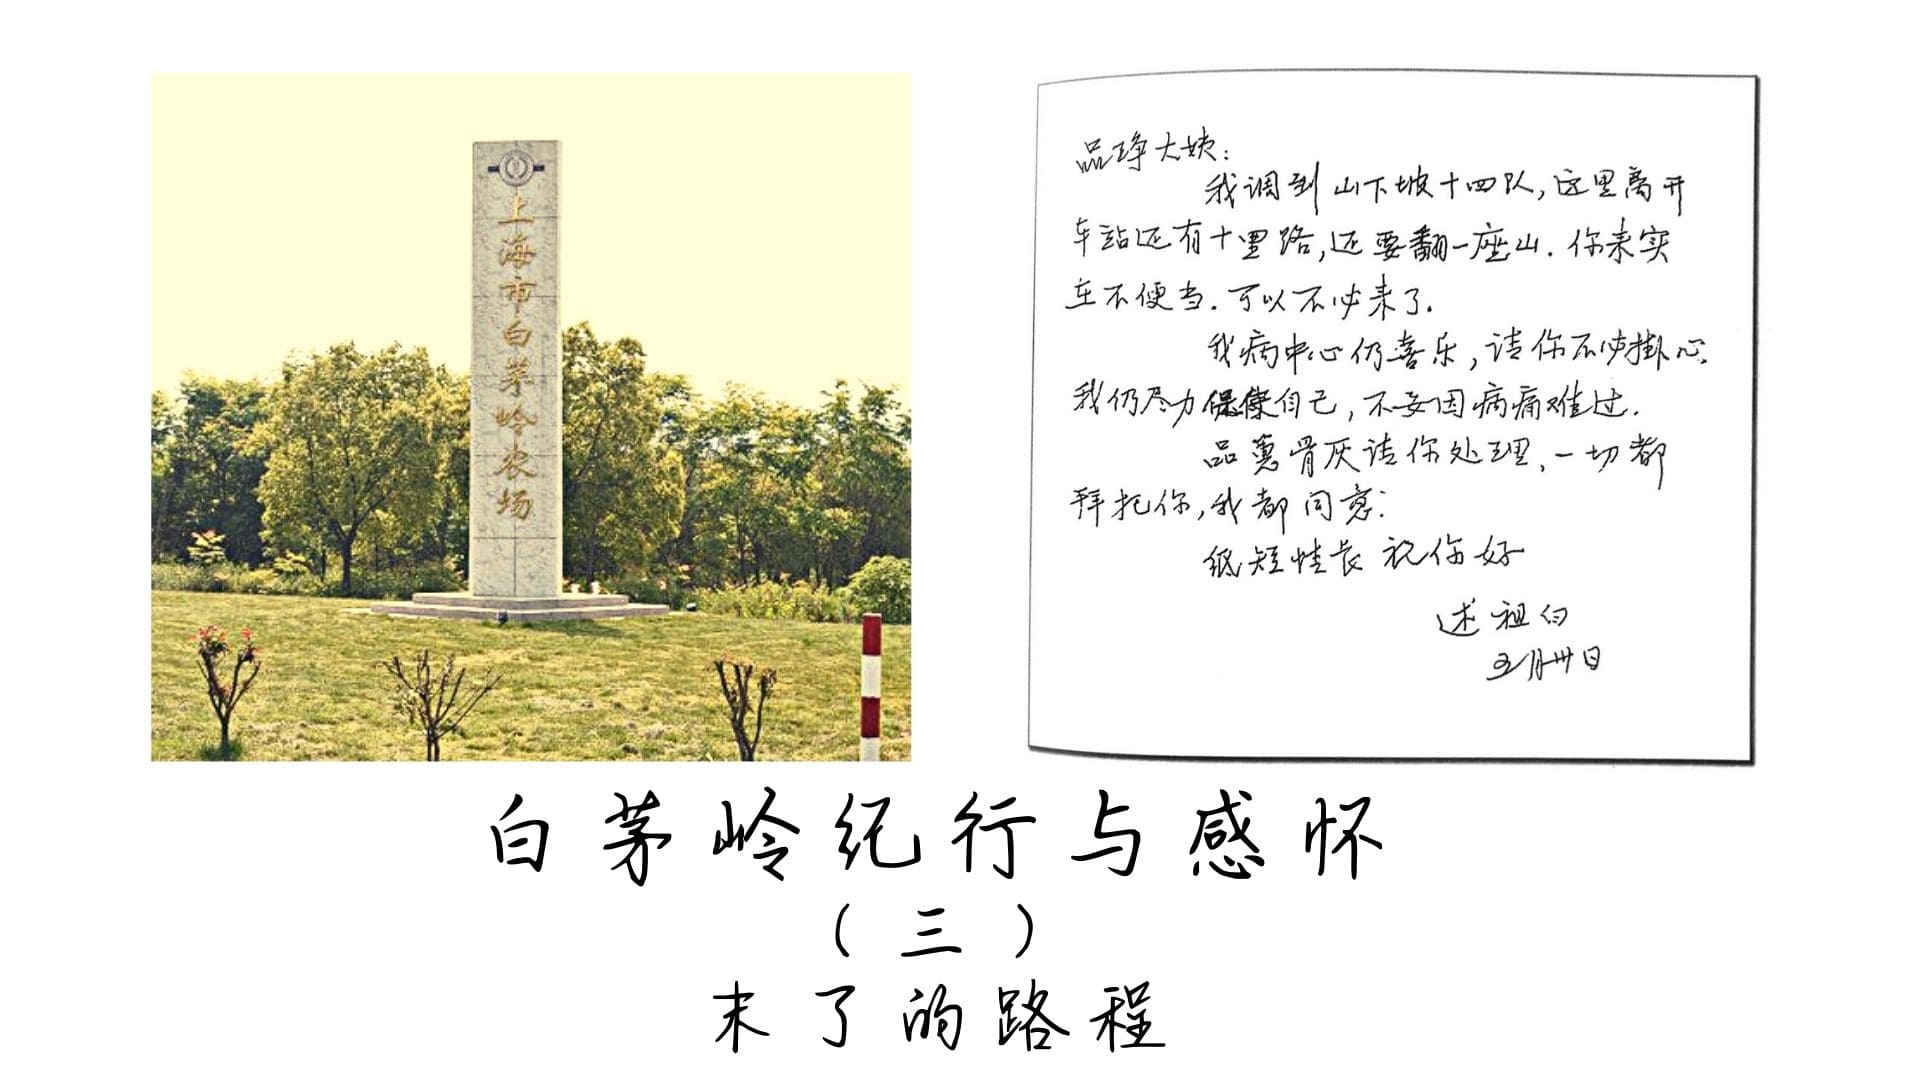 上海市白茅岭农场
品琤大姨：
我调到山下坡十四队，这里离开
车站还有十里路，还要翻一座山．你来实
在不便当．可以不必来了．
我病中心仍喜乐，请你不必掛心．
我仍尽力保養自己，不要因病痛难过．
品蕙骨灰请你处理，一切都
拜托你，我都同意：
纸短情长 祝你好
述祖白
五月卅日
白茅岭纪行与感怀
（三）
末了的路程